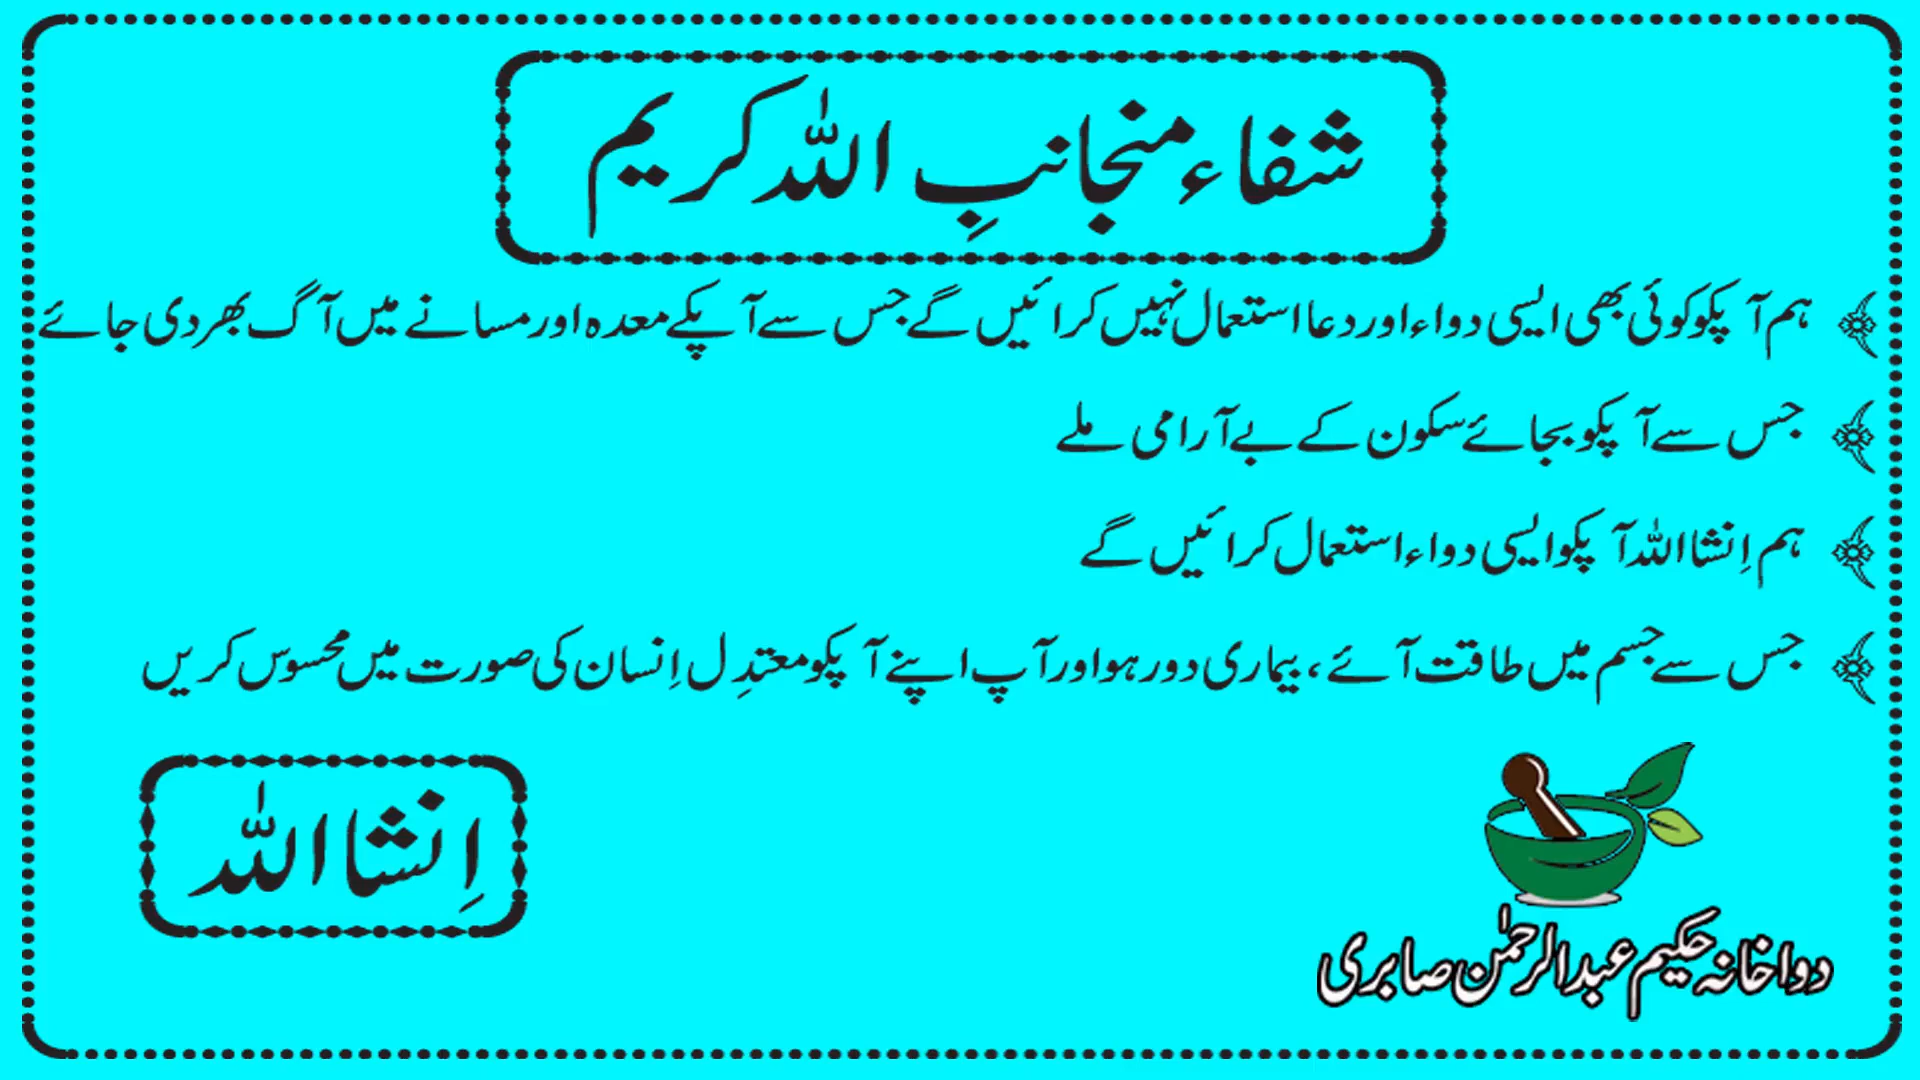 شفاء منجانبِ اللہ کریم
ہم آپکو کوئی بھی ایسی دواء اور دعا استعمال نہیں کرائیں گے جس سے آپکے معدہ اور مسانے میں آگ بھر دی جائے
جس سے آپکو بجائے سکون کے بے آرامی ملے
ہم اِنشااللہ آپکو ایسی دواء استعمال کرائیں گے
جس سے جسم میں طاقت آئے، بیماری دور ہو اور آپ اپنے آپکو معتدِل اِنسان کی صورت میں محسوس کریں
اِنشااللہ
دواخانہ حکیم عبدالرحمٰن صابری